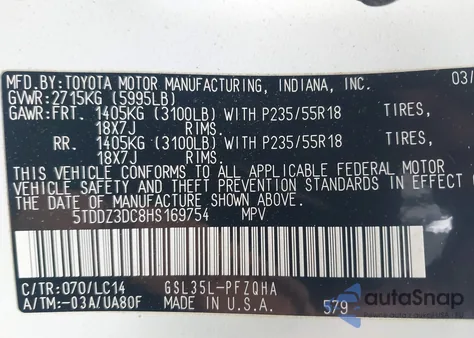 MFD.BY:TOYOTA MOTOR MANUFACTURING, INDIANA, INC. 03/
GVWR: 2715KG (5995LB)
GAWR:FRT. 1405KG (3100LB) WITH P235/55R18 TIRES,
18X7J RIMS.
RR. 1405KG (3100LB) WITH P235/55R18 TIRES,
18X7J RIMS.
THIS VEHICLE CONFORMS TO ALL APPLICABLE FEDERAL MOTOR
VEHICLE SAFETY AND THEFT PREVENTION STANDARDS IN EFFECT
THE DATE OF MANUFACTURE SHOWN ABOVE.
5TDDZ3DC8HS169754 MPV
C/TR: 070/LC14 GSL35L-PFZQHA
A/TM:-03A/UA80F MADE IN U.S.A. 579
autoSnap